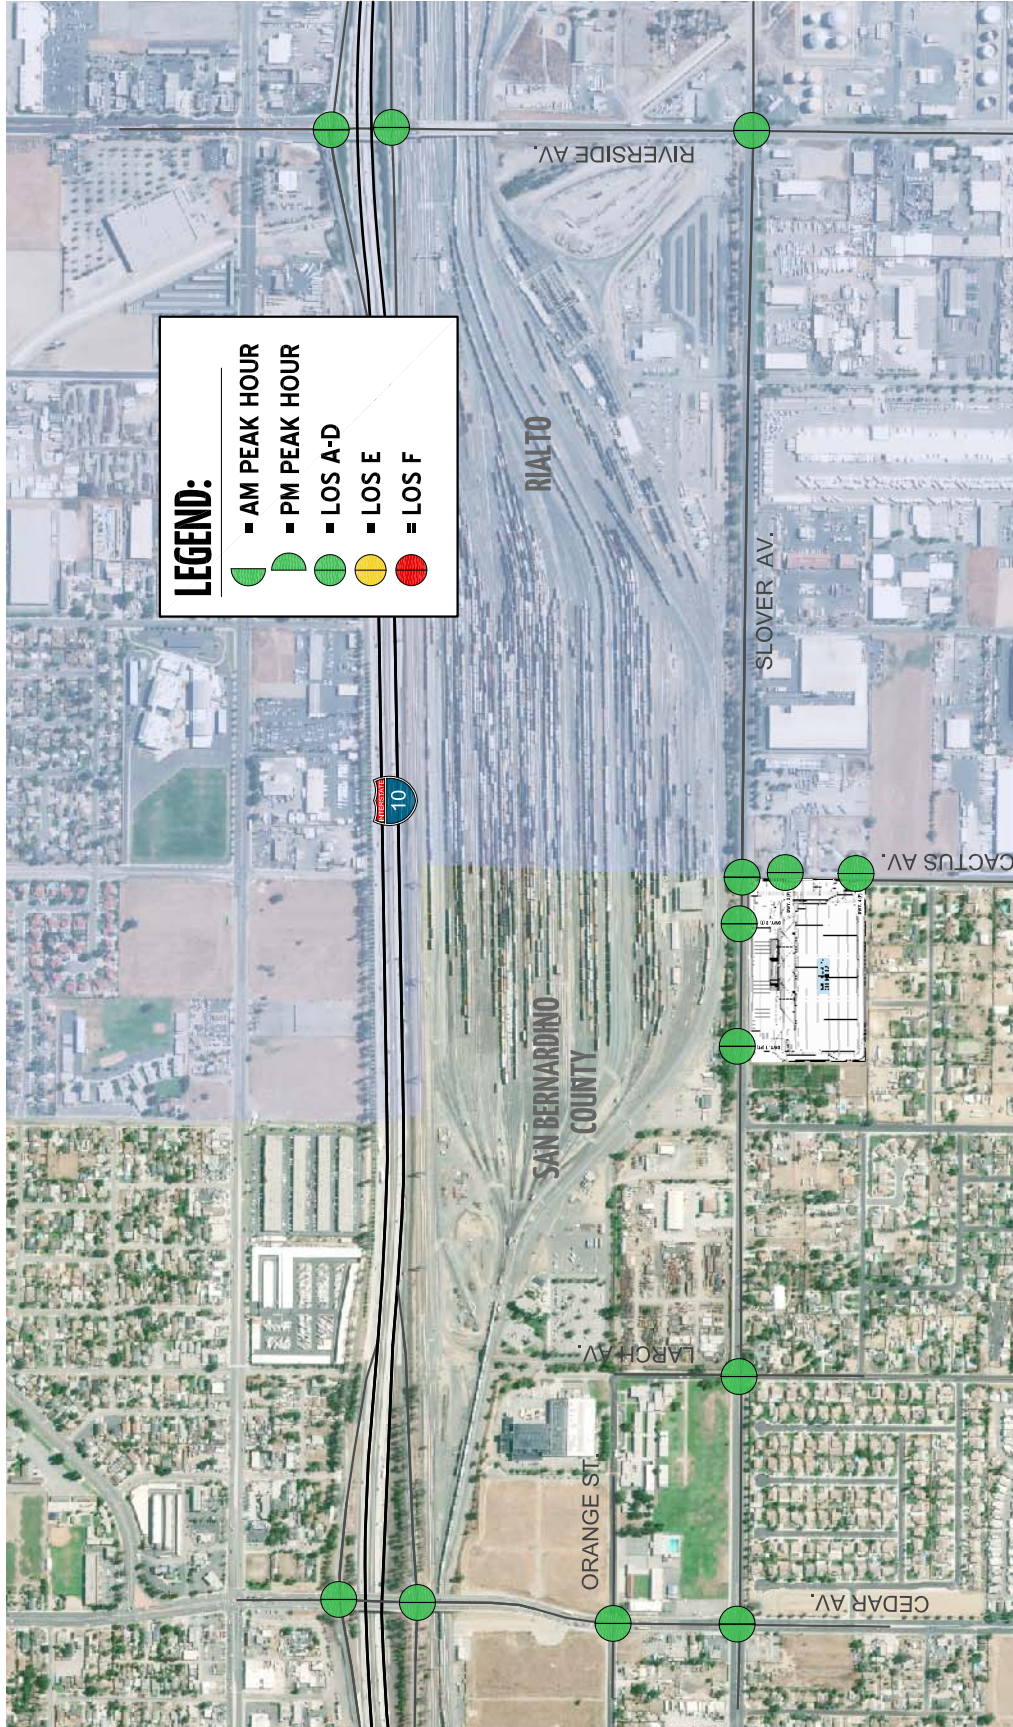 LEGEND:
= AM PEAK HOUR
= PM PEAK HOUR
= LOS A-D
= LOS E
= LOS F
RIVERSIDE AV.
RIALTO
SLOVER AV.
INTERSTATE
10
CACTUS AV.
SAN BERNARDINO
COUNTY
LARCH AV.
ORANGE ST.
CEDAR AV.